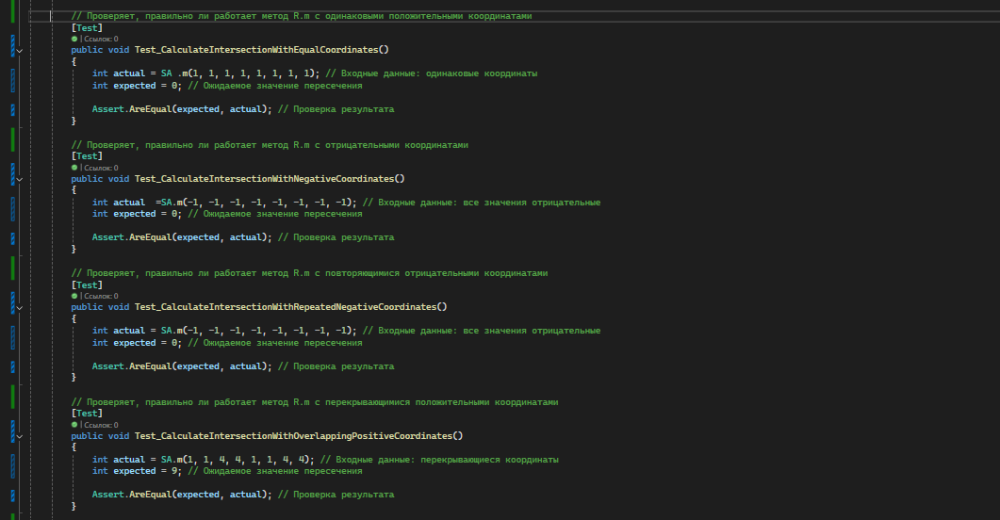 // Проверяет, правильно ли работает метод R.m с одинаковыми положительными координатами
[Test]
| Ссылок: 0
public void Test_CalculateIntersectionWithEqualCoordinates()
{
int actual = SA .m(1, 1, 1, 1, 1, 1, 1, 1); // Входные данные: одинаковые координаты
int expected = 0; // Ожидаемое значение пересечения
Assert.AreEqual(expected, actual); // Проверка результата
}
// Проверяет, правильно ли работает метод R.m с отрицательными координатами
[Test]
| Ссылок: 0
public void Test_CalculateIntersectionWithNegativeCoordinates()
{
int actual  =SA.m(-1, -1, -1, -1, -1, -1, -1, -1); // Входные данные: все значения отрицательные
int expected = 0; // Ожидаемое значение пересечения
Assert.AreEqual(expected, actual); // Проверка результата
}
// Проверяет, правильно ли работает метод R.m с повторяющимися отрицательными координатами
[Test]
| Ссылок: 0
public void Test_CalculateIntersectionWithRepeatedNegativeCoordinates()
{
int actual = SA.m(-1, -1, -1, -1, -1, -1, -1, -1); // Входные данные: все значения отрицательные
int expected = 0; // Ожидаемое значение пересечения
Assert.AreEqual(expected, actual); // Проверка результата
}
// Проверяет, правильно ли работает метод R.m с перекрывающимися положительными координатами
[Test]
| Ссылок: 0
public void Test_CalculateIntersectionWithOverlappingPositiveCoordinates()
{
int actual = SA.m(1, 1, 4, 4, 1, 1, 4, 4); // Входные данные: перекрывающиеся координаты
int expected = 9; // Ожидаемое значение пересечения
Assert.AreEqual(expected, actual); // Проверка результата
}